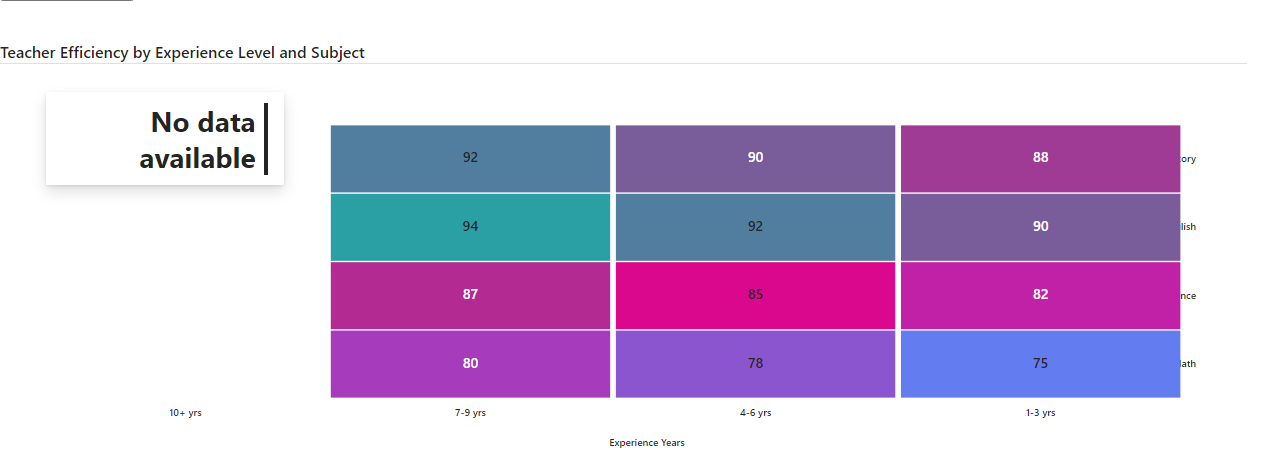 Teacher Efficiency by Experience Level and Subject
No data
available
92 90 88
94 92 90
87 85 82
80 78 75
10+ yrs 7-9 yrs 4-6 yrs 1-3 yrs
Experience Years